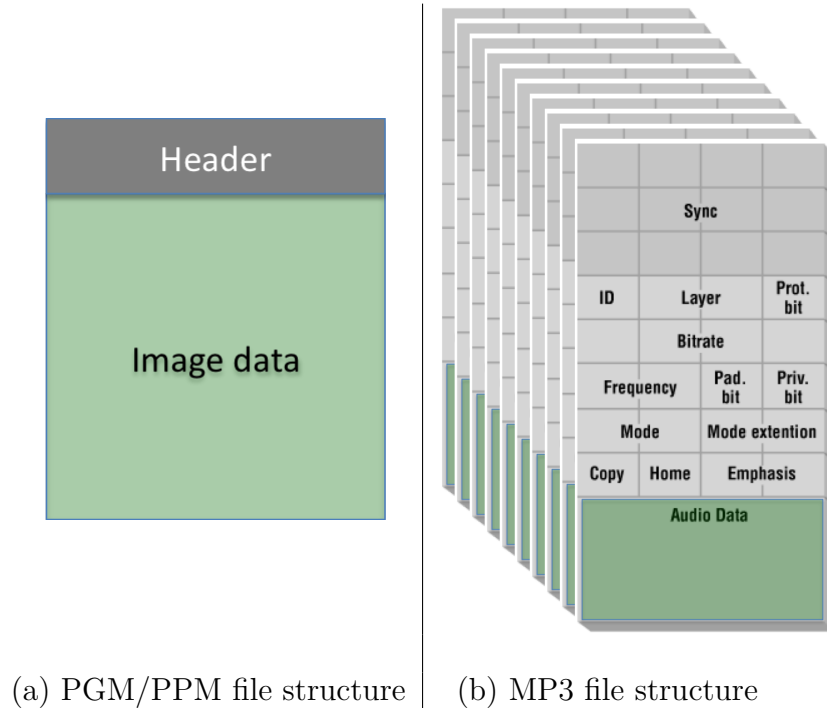 Header
Image data
(a) PGM/PPM file structure
Sync
ID Layer Prot. bit
Bitrate
Frequency Pad. bit Priv. bit
Mode Mode extention
Copy Home Emphasis
Audio Data
(b) MP3 file structure